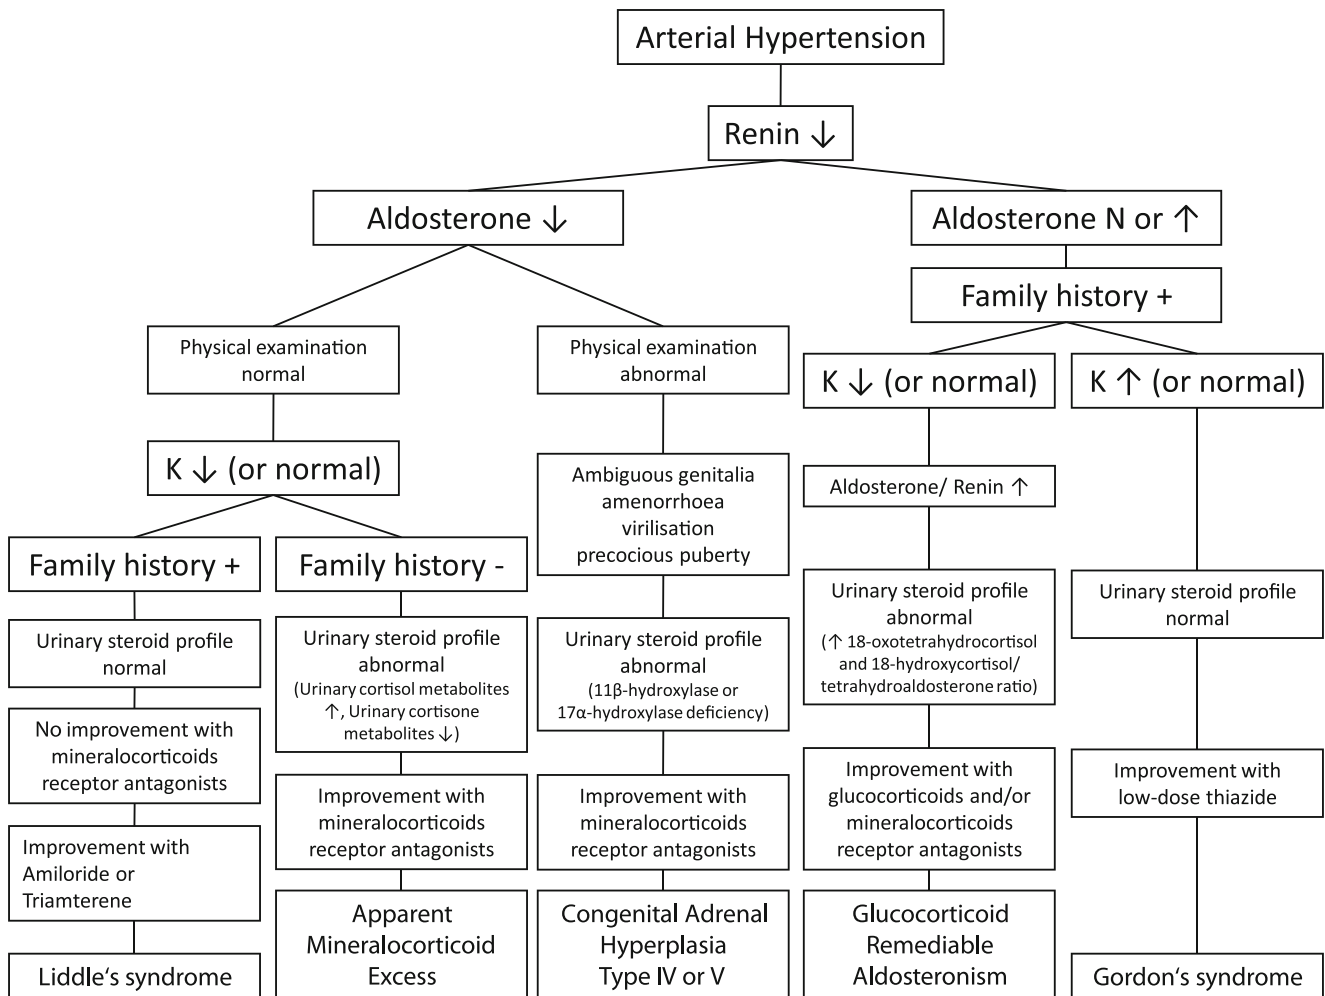 Arterial Hypertension
Renin ↓
Aldosterone ↓
Aldosterone N or ↑
Family history +
Physical examination
normal
Physical examination
abnormal
K ↓ (or normal)
K ↑ (or normal)
K ↓ (or normal)
Ambiguous genitalia
amenorrhoea
virilisation
precocious puberty
Aldosterone/ Renin ↑
Family history +
Family history -
Urinary steroid profile
abnormal
(↑ 18-oxotetrahydrocortisol
and 18-hydroxycortisol/
tetrahydroaldosterone ratio)
Urinary steroid profile
normal
Urinary steroid profile
normal
Urinary steroid profile
abnormal
(Urinary cortisol metabolites
↑, Urinary cortisone
metabolites ↓)
Urinary steroid profile
abnormal
(11β-hydroxylase or
17α-hydroxylase deficiency)
No improvement with
mineralocorticoids
receptor antagonists
Improvement with
mineralocorticoids
receptor antagonists
Improvement with
mineralocorticoids
receptor antagonists
Improvement with
glucocorticoids and/or
mineralocorticoids
receptor antagonists
Improvement with
low-dose thiazide
Improvement with
Amiloride or
Triamterene
Liddle's syndrome
Apparent
Mineralocorticoid
Excess
Congenital Adrenal
Hyperplasia
Type IV or V
Glucocorticoid
Remediable
Aldosteronism
Gordon's syndrome